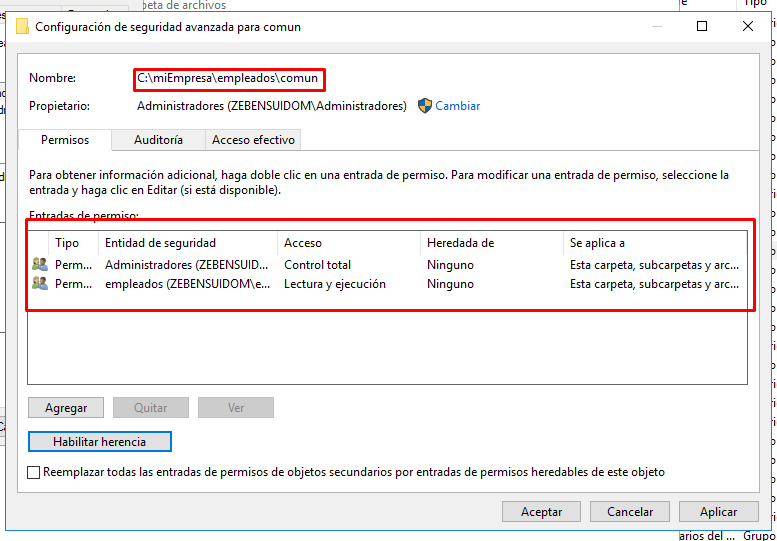 peta de archivos
Tipo
Configuración de seguridad avanzada para comun
Nombre: C:\miEmpresa\empleados\comun
Propietario: Administradores (ZEBENSUIDOM\Administradores) Cambiar
Permisos Auditoría Acceso efectivo
Para obtener información adicional, haga doble clic en una entrada de permiso. Para modificar una entrada de permiso, seleccione la
entrada y haga clic en Editar (si está disponible).
Entradas de permiso:
Tipo Entidad de seguridad Acceso Heredada de Se aplica a
Perm... Administradores (ZEBENSUID... Control total Ninguno Esta carpeta, subcarpetas y arc...
Perm... empleados (ZEBENSUIDOM\e... Lectura y ejecución Ninguno Esta carpeta, subcarpetas y arc...
Agregar Quitar Ver
Habilitar herencia
Reemplazar todas las entradas de permisos de objetos secundarios por entradas de permisos heredables de este objeto
Aceptar Cancelar Aplicar
arios del ... Grupo